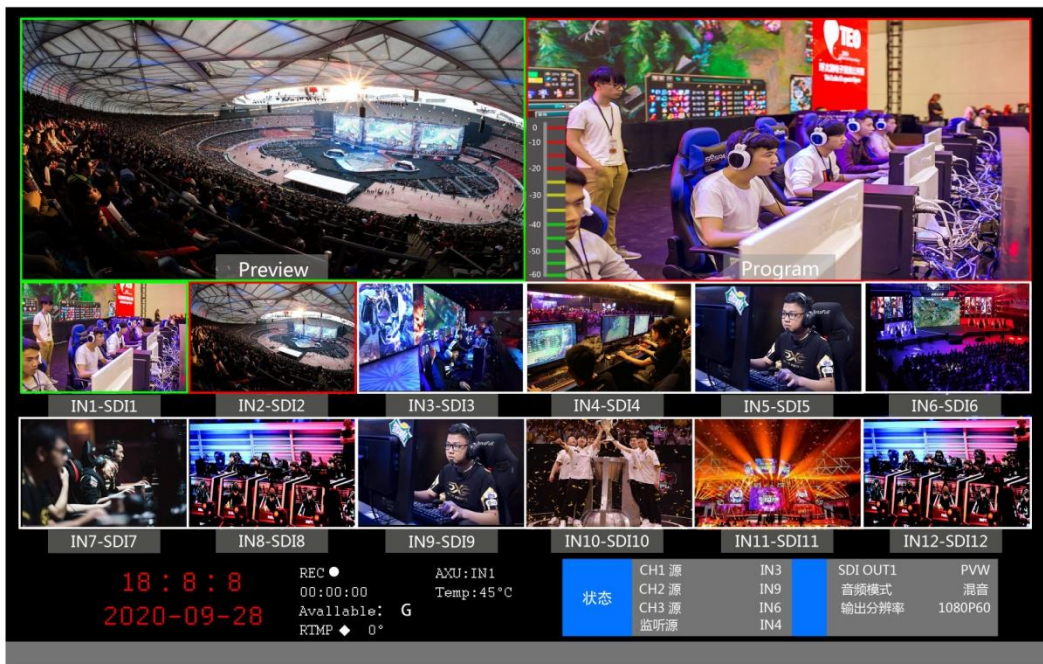 TEO
0
-10
-20
-30
-40
-50
-60
Preview
Program
IN1-SDI1
IN2-SDI2
IN3-SDI3
IN4-SDI4
IN5-SDI5
IN6-SDI6
IN7-SDI7
IN8-SDI8
IN9-SDI9
IN10-SDI10
IN11-SDI11
IN12-SDI12
18:8:8
2020-09-28
REC
00:00:00
Avallable: G
RTMP ◆ 0°
AXU:IN1
Temp:45°C
状态
CH1 源 IN3
CH2 源 IN9
CH3 源 IN6
监听源 IN4
SDI OUT1 PVW
音频模式 混音
输出分辨率 1080P60